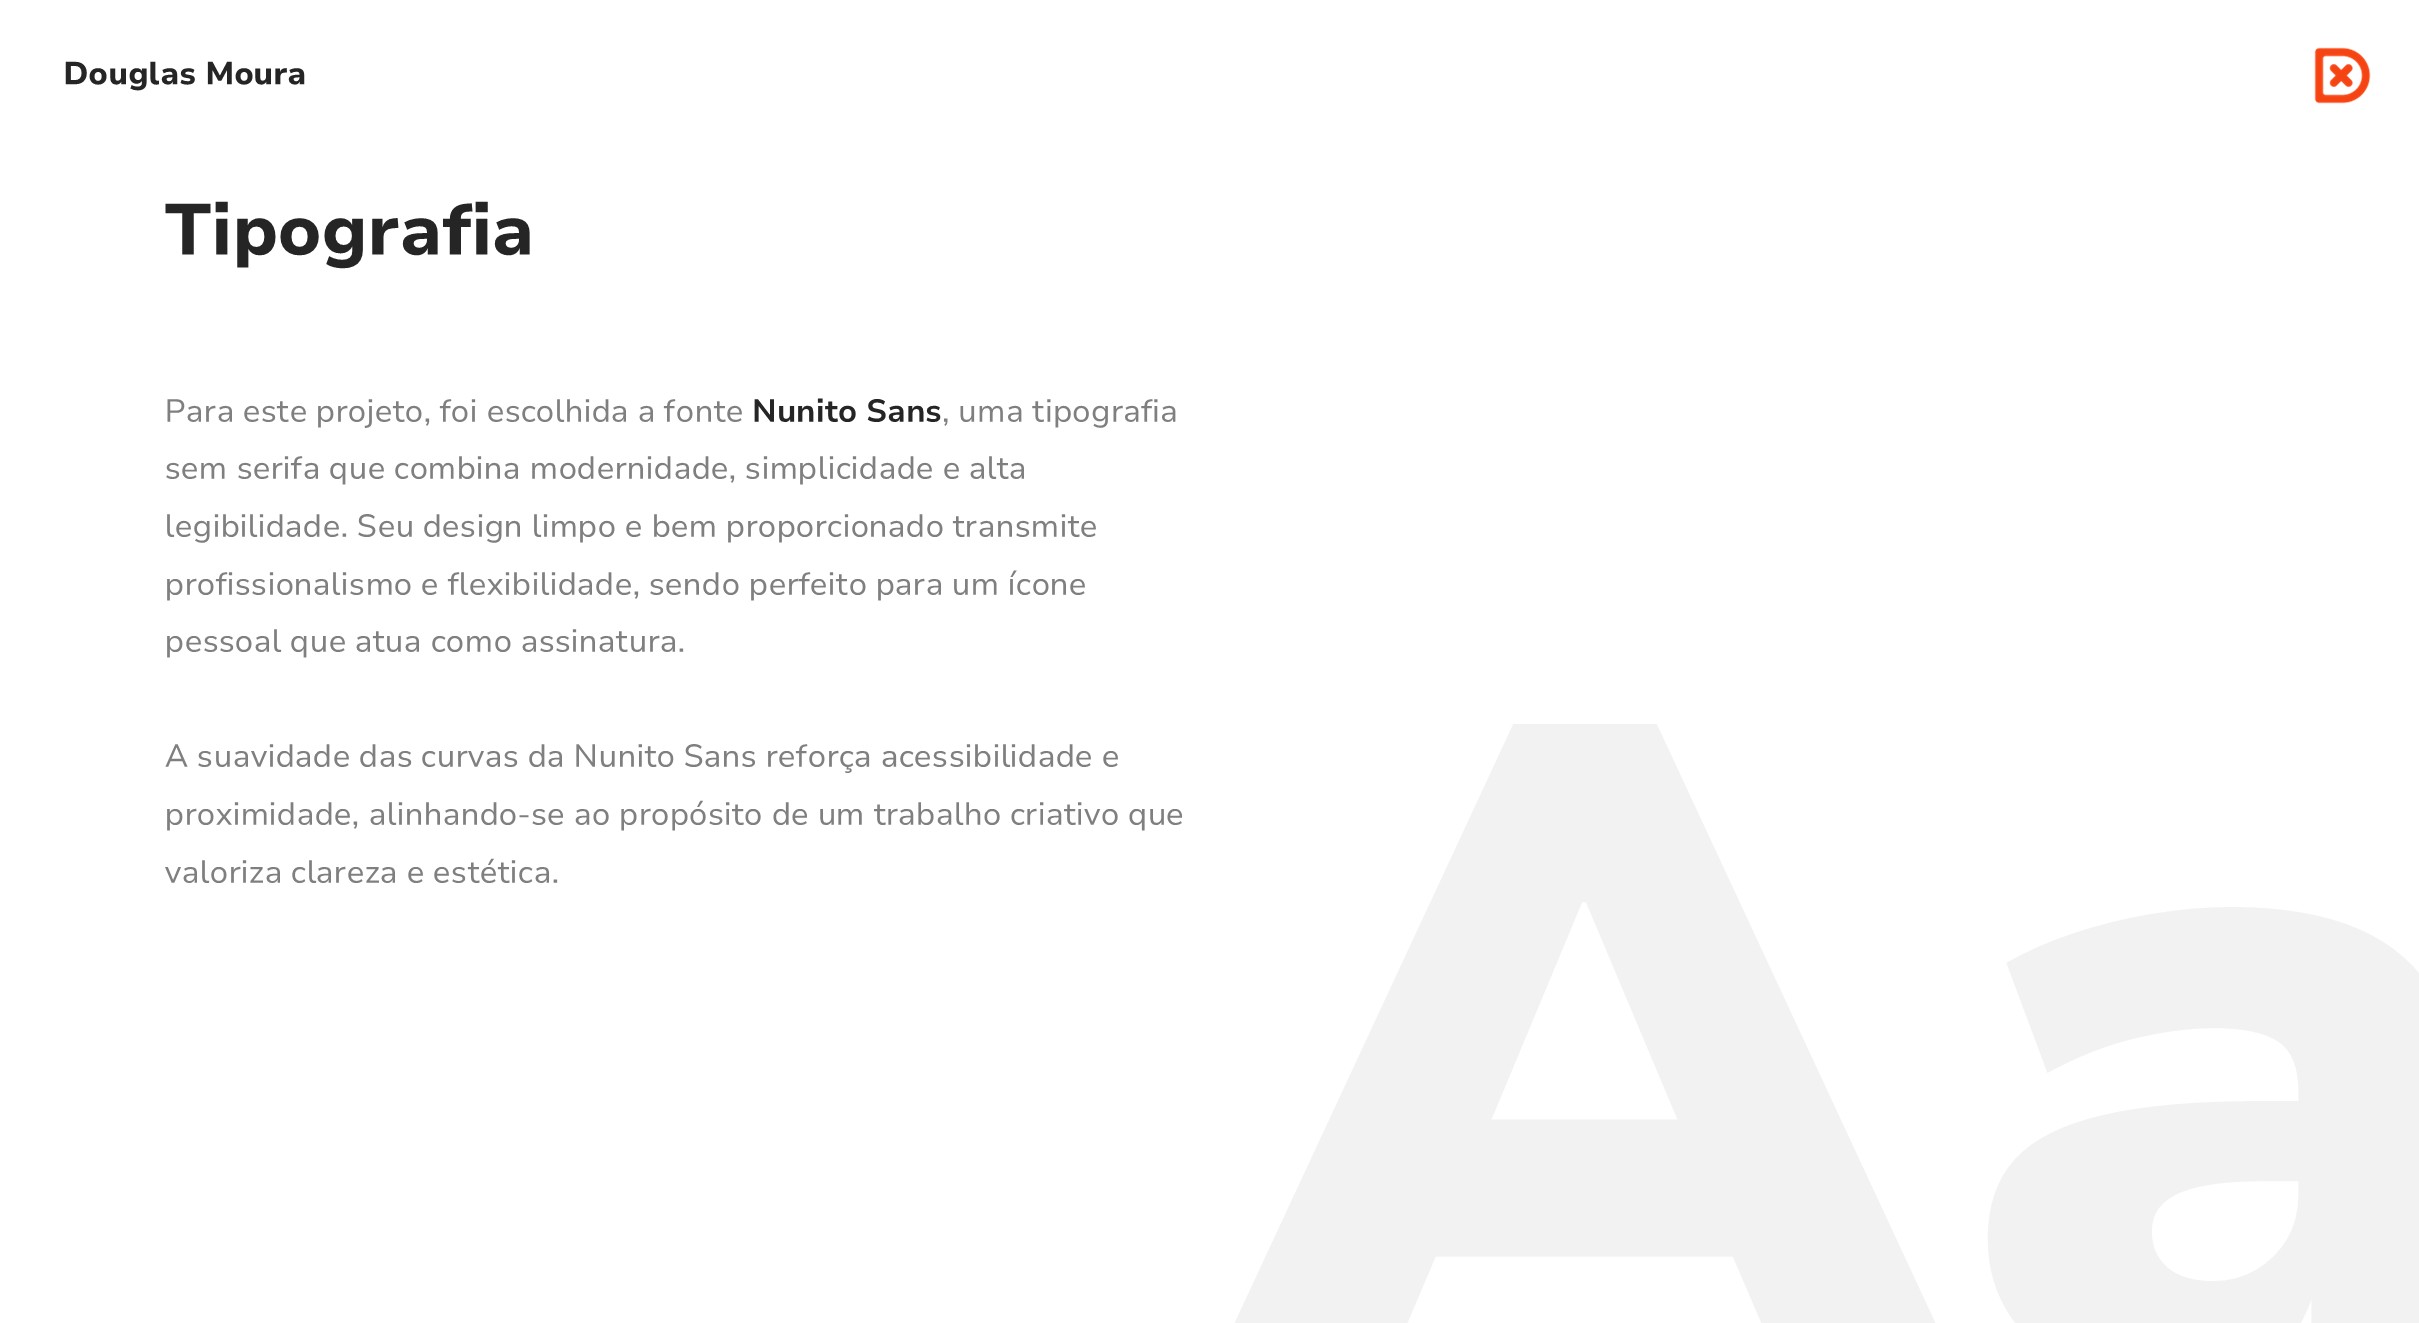 Douglas Moura
Tipografia
Para este projeto, foi escolhida a fonte Nunito Sans, uma tipografia
sem serifa que combina modernidade, simplicidade e alta
legibilidade. Seu design limpo e bem proporcionado transmite
profissionalismo e flexibilidade, sendo perfeito para um ícone
pessoal que atua como assinatura.
A suavidade das curvas da Nunito Sans reforça acessibilidade e
proximidade, alinhando-se ao propósito de um trabalho criativo que
valoriza clareza e estética.
Aa